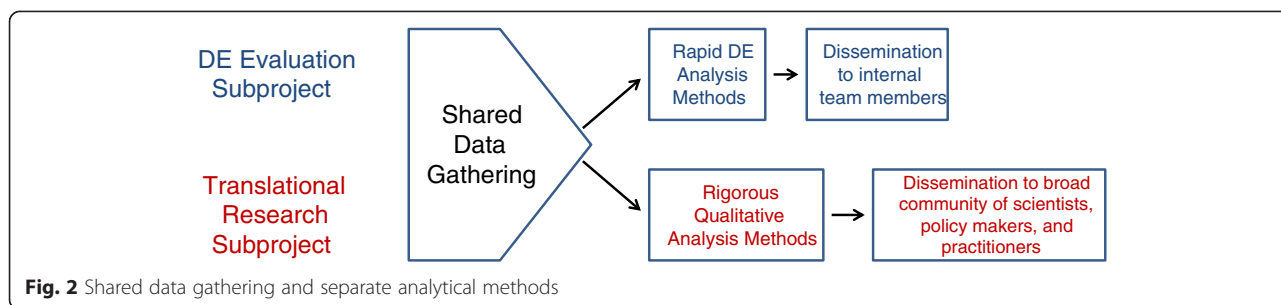 DE Evaluation
Subproject
Translational
Research
Subproject
Shared
Data
Gathering
Rapid DE
Analysis
Methods
Dissemination
to internal
team members
Rigorous
Qualitative
Analysis Methods
Dissemination to broad
community of scientists,
policy makers, and
practitioners
Fig. 2 Shared data gathering and separate analytical methods